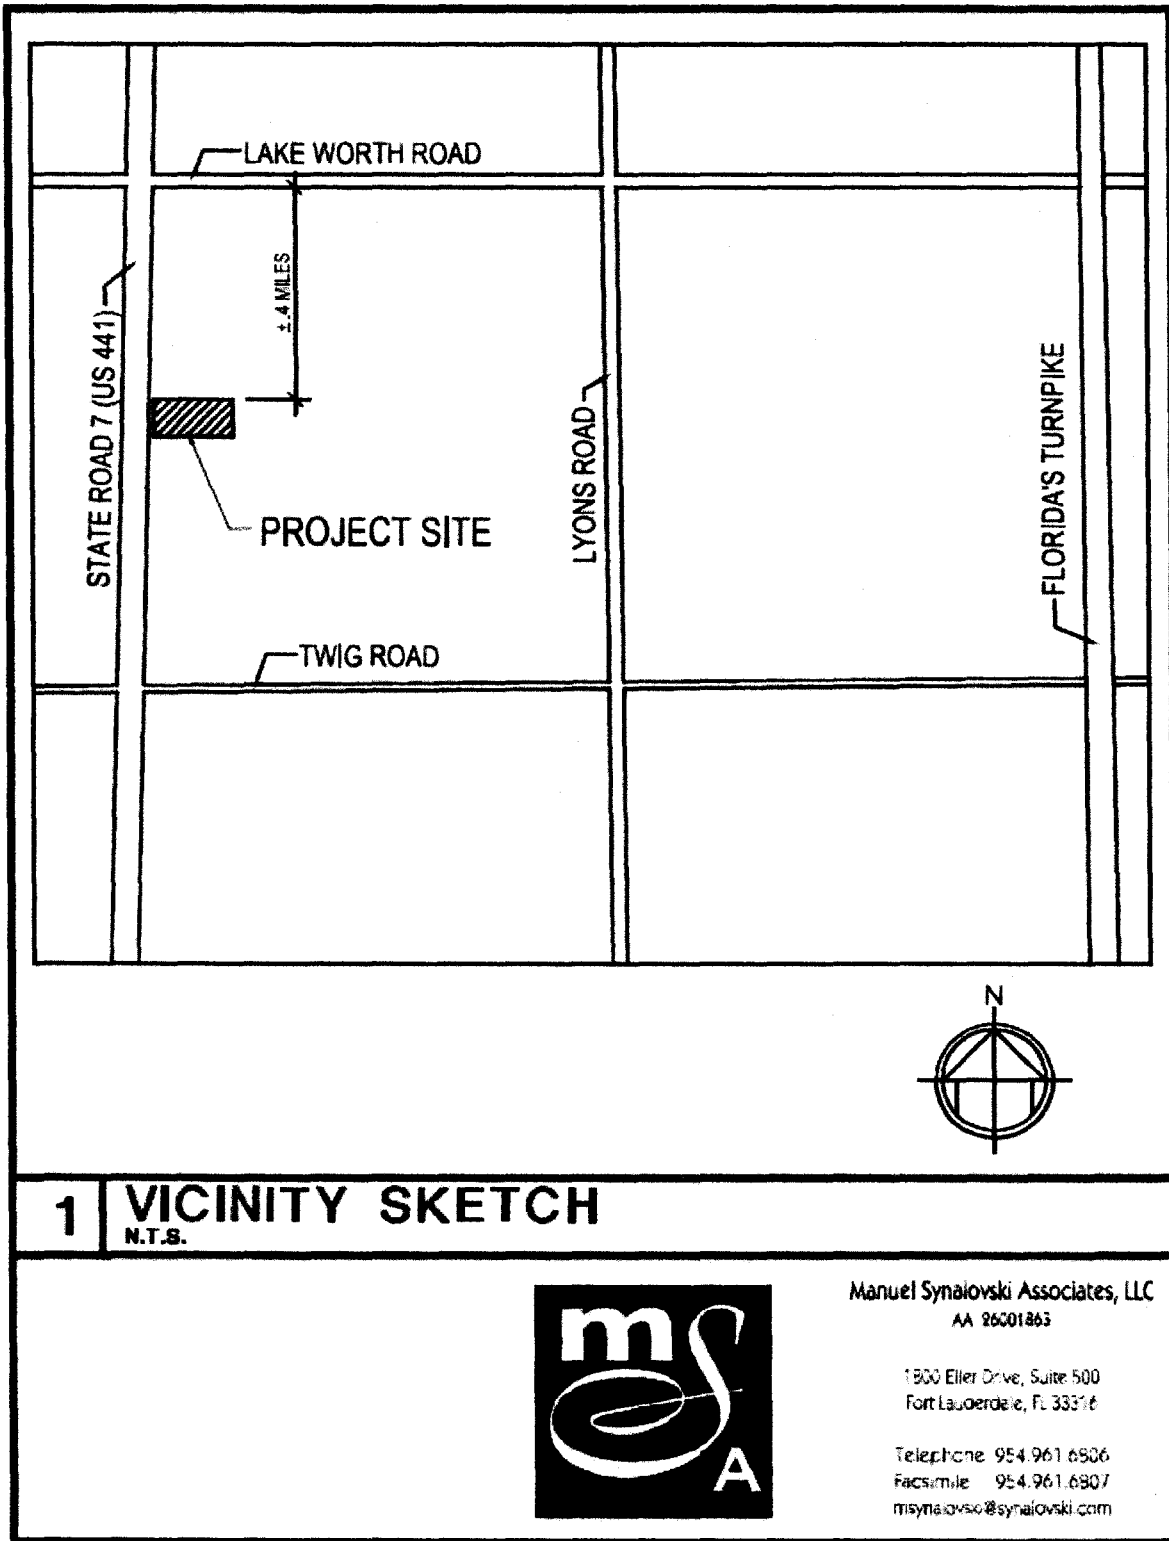 LAKE WORTH ROAD
±.4 MILES
STATE ROAD 7 (US 441)
PROJECT SITE
LYONS ROAD
FLORIDA'S TURNPIKE
TWIG ROAD
N
1
VICINITY SKETCH
N.T.S.
mS
A
Manuel Synalovski Associates, LLC
AA 26001863
1800 Eller Drive, Suite 500
Fort Lauderdale, FL 33316
Telephone 954.961.6806
Facsimile 954.961.6807
msynalovski@synalovski.com